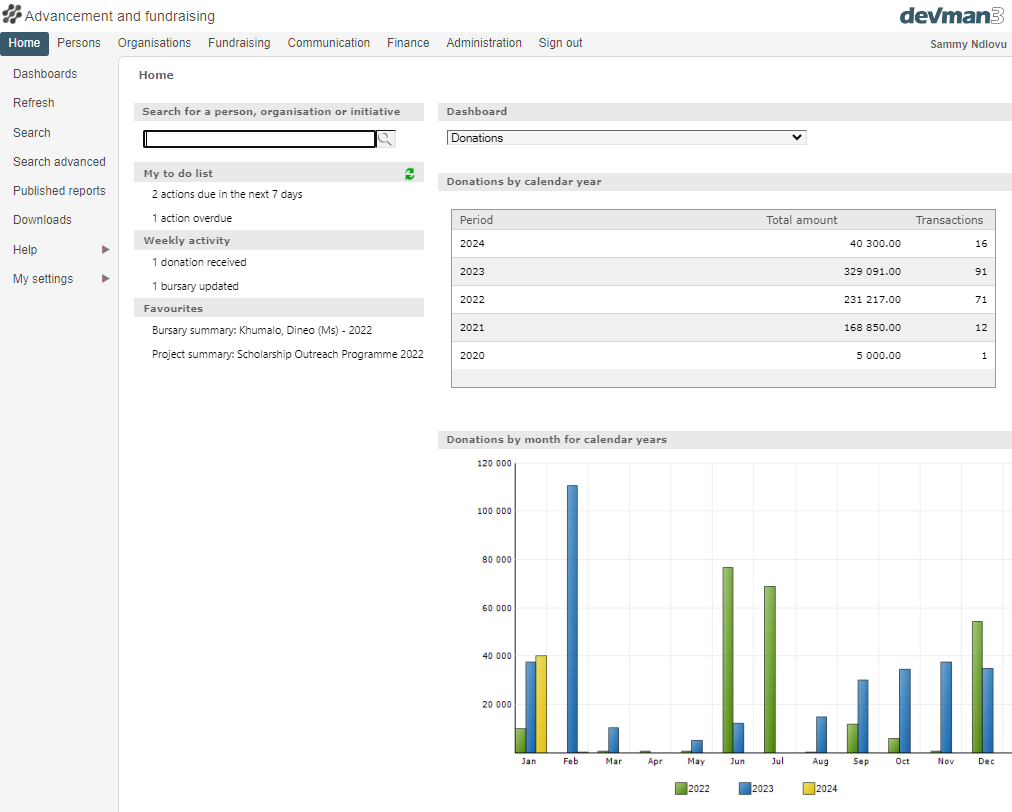 Advancement and fundraising
devman3
Home Persons Organisations Fundraising Communication Finance Administration Sign out
Sammy Ndlovu
Dashboards
Refresh
Search
Search advanced
Published reports
Downloads
Help
My settings
Home
Search for a person, organisation or initiative
My to do list
2 actions due in the next 7 days
1 action overdue
Weekly activity
1 donation received
1 bursary updated
Favourites
Bursary summary: Khumalo, Dineo (Ms) - 2022
Project summary: Scholarship Outreach Programme 2022
Dashboard
Donations
Donations by calendar year
Period Total amount Transactions
2024 40 300.00 16
2023 329 091.00 91
2022 231 217.00 71
2021 168 850.00 12
2020 5 000.00 1
Donations by month for calendar years
120 000
100 000
80 000
60 000
40 000
20 000
Jan Feb Mar Apr May Jun Jul Aug Sep Oct Nov Dec
2022 2023 2024